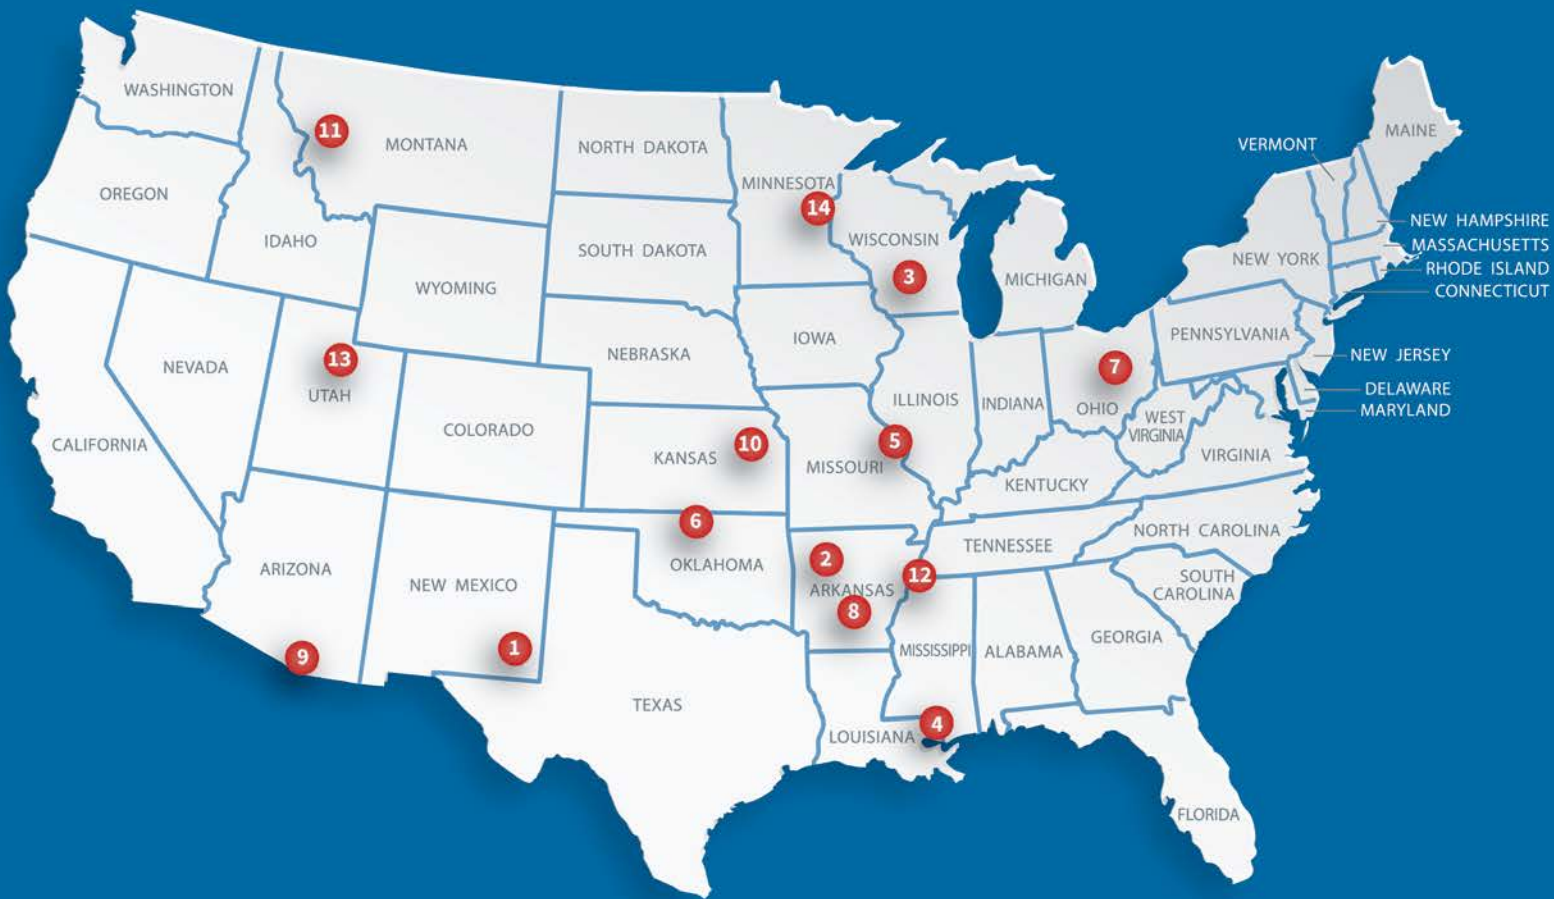 WASHINGTON
11
MONTANA
NORTH DAKOTA
MINNESOTA
14
OREGON
IDAHO
WYOMING
SOUTH DAKOTA
WISCONSIN
3
MICHIGAN
VERMONT
MAINE
NEW HAMPSHIRE
MASSACHUSETTS
NEW YORK
RHODE ISLAND
CONNECTICUT
PENNSYLVANIA
NEW JERSEY
DELAWARE
MARYLAND
NEVADA
13
UTAH
NEBRASKA
IOWA
ILLINOIS
INDIANA
7
OHIO
WEST
VIRGINIA
VIRGINIA
CALIFORNIA
COLORADO
KANSAS
10
MISSOURI
5
KENTUCKY
ARIZONA
NEW MEXICO
6
OKLAHOMA
2
ARKANSAS
8
12
TENNESSEE
NORTH CAROLINA
SOUTH
CAROLINA
9
1
TEXAS
MISSISSIPPI
ALABAMA
GEORGIA
LOUISIANA
4
FLORIDA